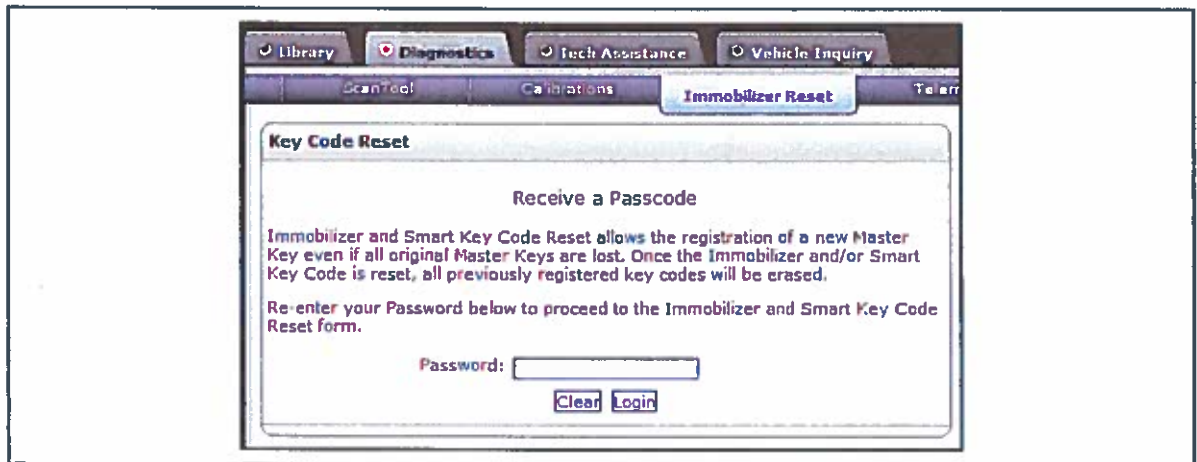 Library Diagnostics Tech Assistance Vehicle Inquiry
ScanTool Calibrations Immobilizer Reset Telem
Key Code Reset
Receive a Passcode
Immobilizer and Smart Key Code Reset allows the registration of a new Master
Key even if all original Master Keys are lost. Once the Immobilizer and/or Smart
Key Code is reset, all previously registered key codes will be erased.
Re-enter your Password below to proceed to the Immobilizer and Smart Key Code
Reset form.
Password:
Clear Login